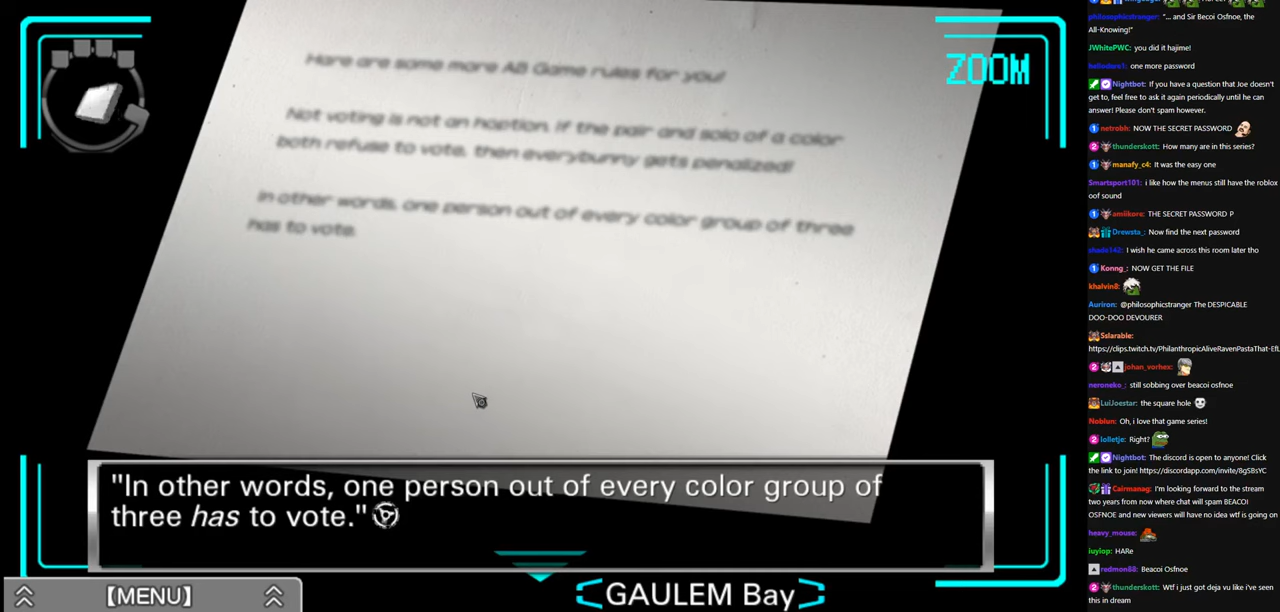 ZOOM
Hare are some more AB Game rules for you!
Not voting is not an hoption. If the pair and solo of a color
both refuse to vote, then everybunny gets penalized!
In other words, one person out of every color group of three
has to vote.
"In other words, one person out of every color group of
three has to vote."
[MENU]
GAULEM Bay
philosophicstranger: "... and Sir Becoi Osfnoe, the
All-Knowing!"
JWhitePWC: you did it hajime!
one more password
Nightbot: If you have a question that Joe doesn't
get to, feel free to ask it again periodically until he can
answer! Please don't spam however.
netrobh: NOW THE SECRET PASSWORD
thunderskott: How many are in this series?
manafy_c4: It was the easy one
Smartsport101: i like how the menus still have the roblox
oof sound
amiikore: THE SECRET PASSWORD P
Drewsta_: Now find the next password
I wish he came across this room later tho
Konng_: NOW GET THE FILE
khalvin8:
Auriron: @philosophicstranger The DESPICABLE
DOO-DOO DEVOURER
Sslarable:
https://clips.twitch.tv/PhilanthropicAliveRavenPastaThat-EfL
johan_vorhex:
neroneko_: still sobbing over beacoi osfnoe
LuiJoestar: the square hole
Noblun: Oh, i love that game series!
lolletje: Right?
Nightbot: The discord is open to anyone! Click
the link to join! https://discordapp.com/invite/8gSBsYC
Cairmanag: I'm looking forward to the stream
two years from now where chat will spam BEACOI
OSFNOE and new viewers will have no idea wtf is going on
heavy_mouse:
iuylop: HARe
redmon88: Beacoi Osfnoe
thunderskott: Wtf i just got deja vu like i've seen
this in dream